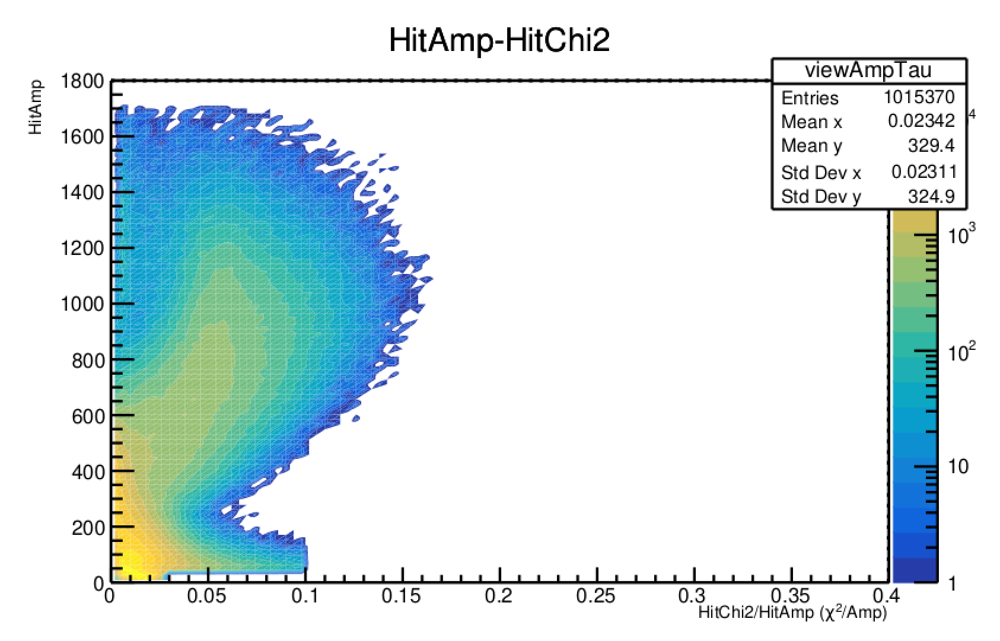 HitAmp-HitChi2
viewAmpTau
Entries 1015370
Mean x 0.02342
Mean y 329.4
Std Dev x 0.02311
Std Dev y 324.9
HitAmp
1800
1600
1400
1200
1000
800
600
400
200
0
0 0.05 0.1 0.15 0.2 0.25 0.3 0.35 0.4
HitChi2/HitAmp (χ²/Amp)
4
10³
10²
10
1